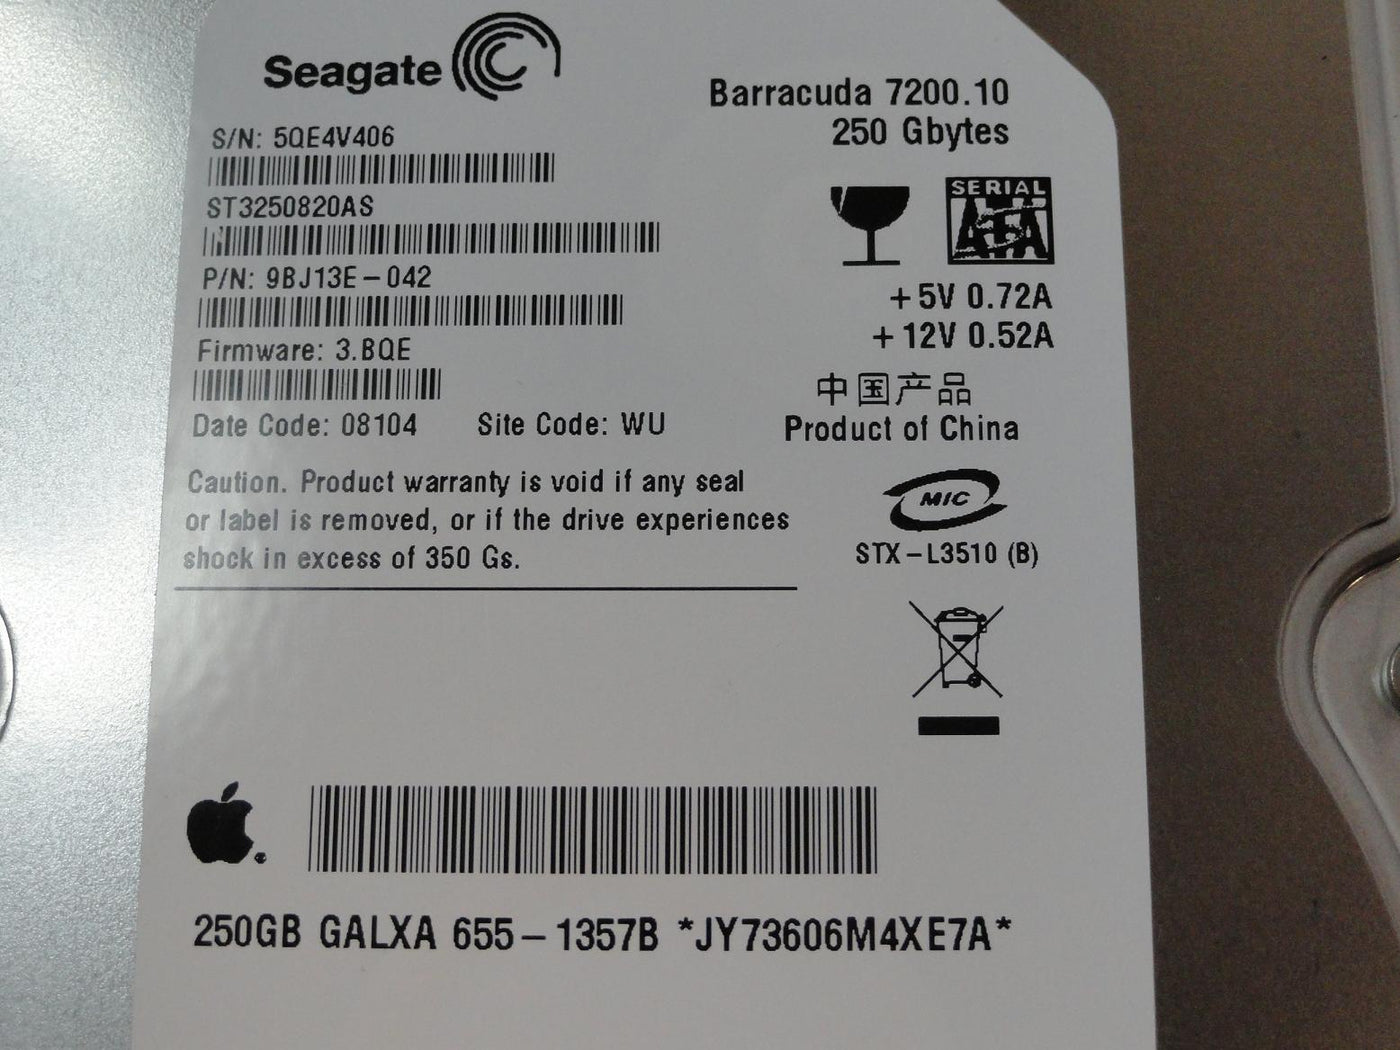 Seagate
Barracuda 7200.10
250 Gbytes
S/N: 5QE4V406
ST3250820AS
P/N: 9BJ13E-042
Firmware: 3.BQE
Date Code: 08104 Site Code: WU
SERIAL
ATA
+5V 0.72A
+12V 0.52A
中国产品
Product of China
Caution. Product warranty is void if any seal
or label is removed, or if the drive experiences
shock in excess of 350 Gs.
MIC
STX-L3510 (B)
250GB GALXA 655-1357B *JY73606M4XE7A*